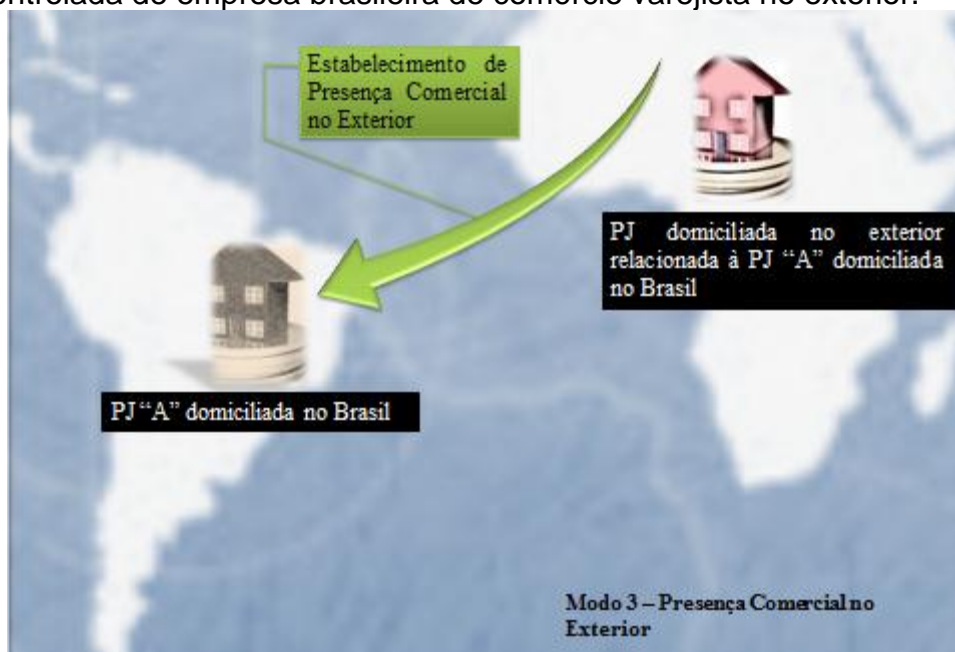 ontrolada de empresa brasileira de comércio varejista no exterior.
Estabelecimento de
Presença Comercial
no Exterior
PJ domiciliada no exterior
relacionada à PJ “A” domiciliada
no Brasil
PJ “A” domiciliada no Brasil
Modo 3 – Presença Comercial no
Exterior